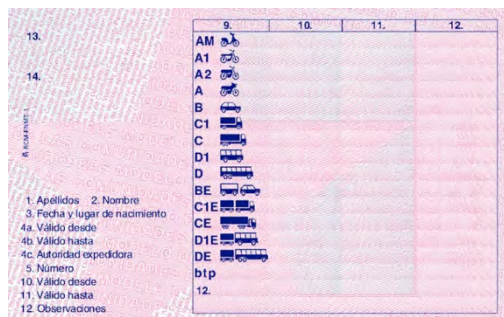 9. 10. 11. 12.
13.
AM
A1
14.
A2
A
B
C1
C
D1
D
BE
C1E
CE
D1E
DE
btp
12.
1. Apellidos 2. Nombre
3. Fecha y lugar de nacimiento
4a. Válido desde
4b. Válido hasta
4c. Autoridad expedidora
5. Número
10. Válido desde
11. Válido hasta
12. Observaciones